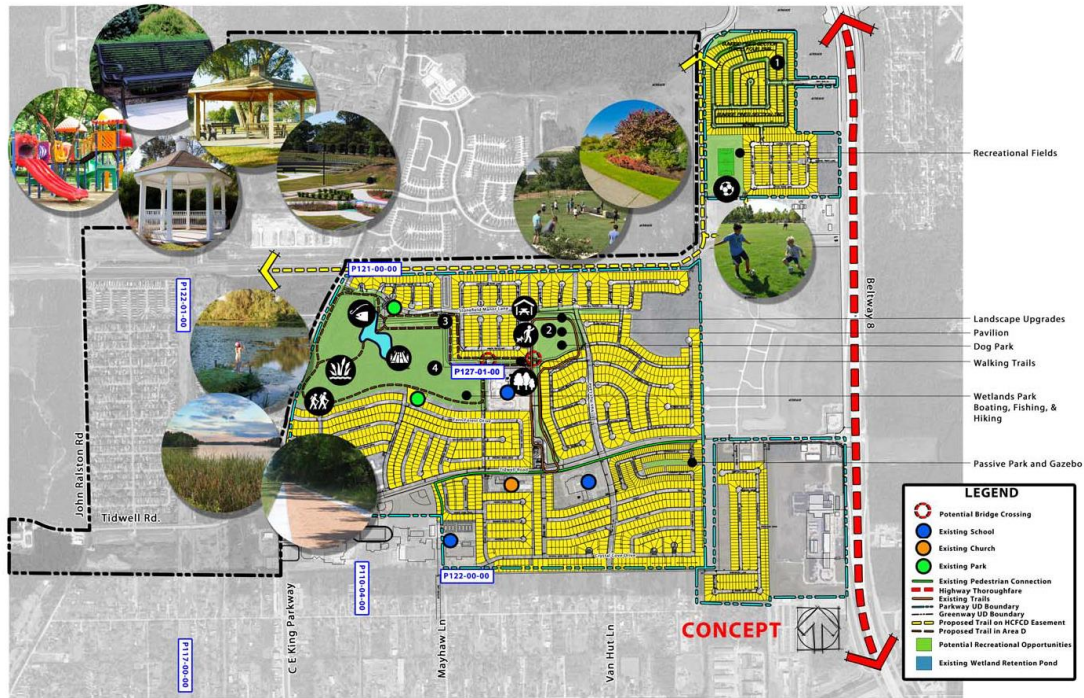 1
Recreational Fields
P121-00-00
P122-01-00
Beltway 8
3
2
Landscape Upgrades
Pavilion
Dog Park
Walking Trails
4
P127-01-00
Wetlands Park
Boating, Fishing, &
Hiking
John Ralston Rd
Passive Park and Gazebo
Tidwell Road
Tidwell Rd.
P122-00-00
P110-04-00
C E King Parkway
Mayhaw Ln
Van Hut Ln
P117-00-00
CONCEPT
LEGEND
Potential Bridge Crossing
Existing School
Existing Church
Existing Park
Existing Pedestrian Connection
Highway Thoroughfare
Existing Trails
Parkway UD Boundary
Greenway UD Boundary
Proposed Trail on HCFCD Easement
Proposed Trail in Area D
Potential Recreational Opportunities
Existing Wetland Retention Pond